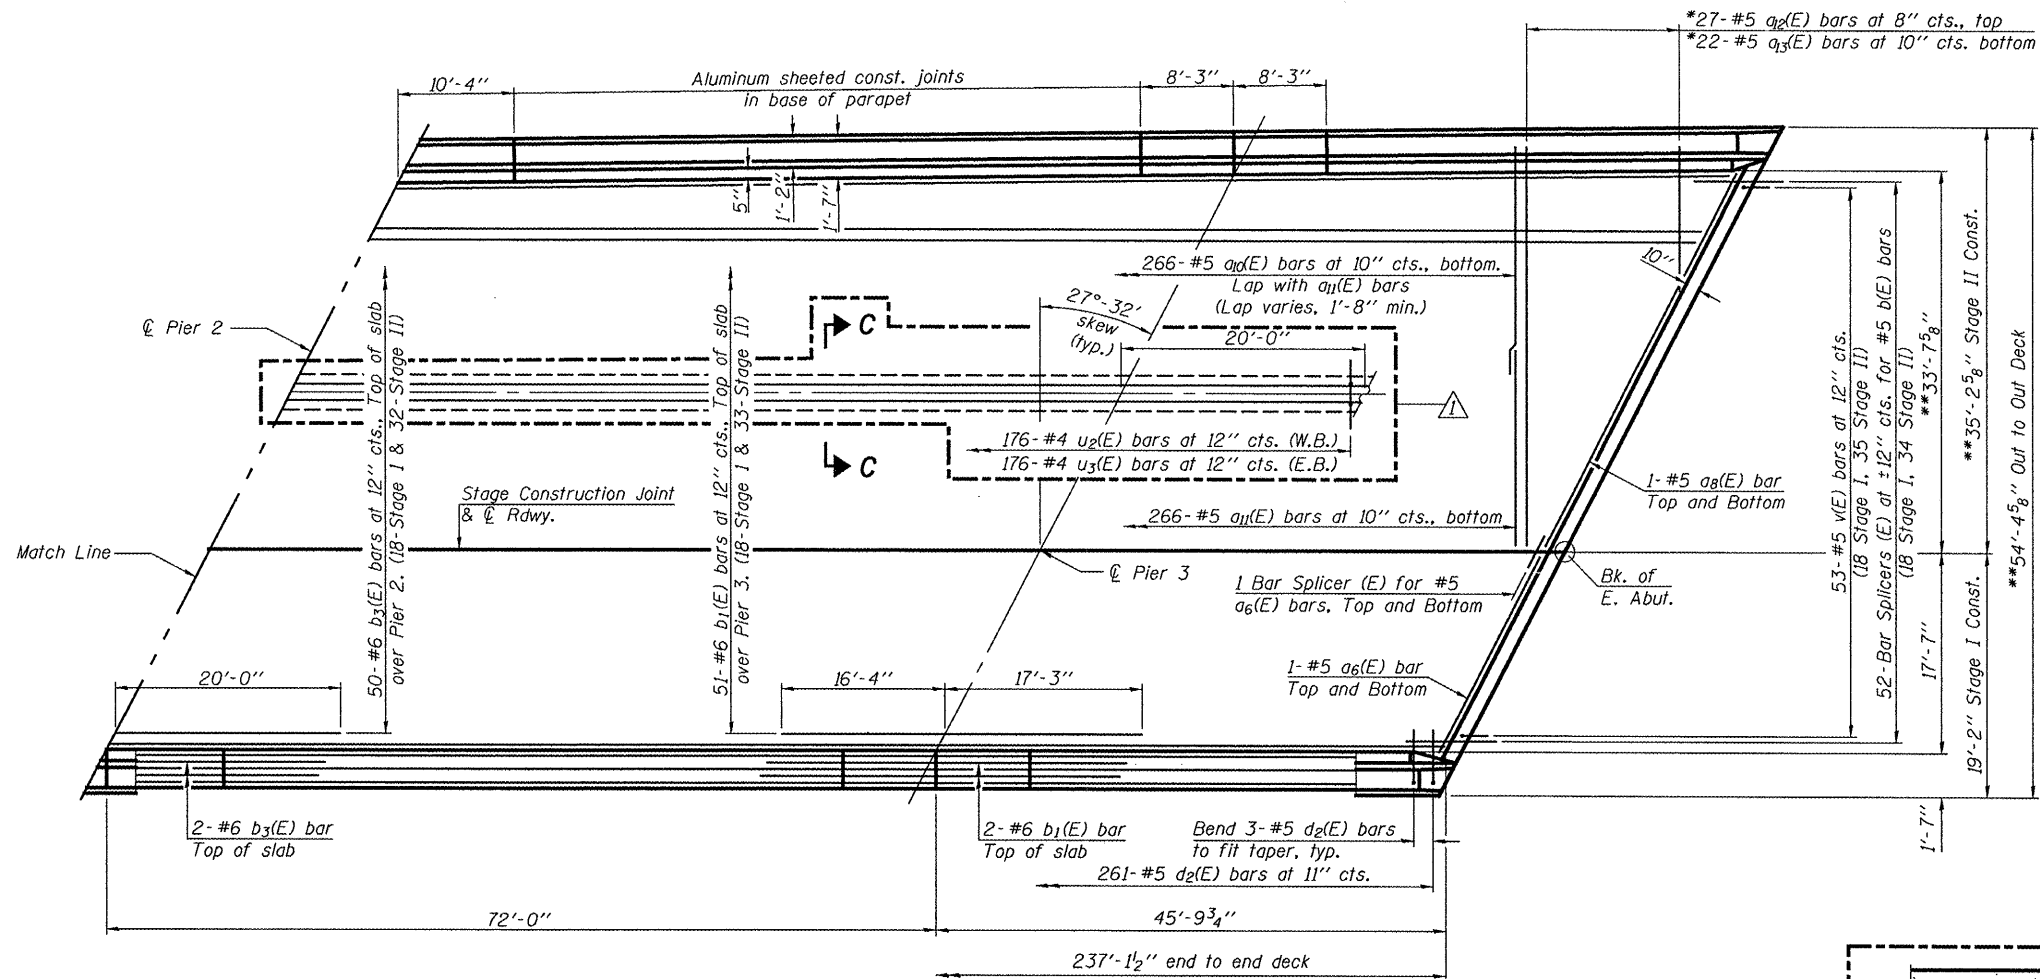 *27-#5 a12(E) bars at 8" cts., top
*22-#5 a13(E) bars at 10" cts. bottom
10'-4"
Aluminum sheeted const. joints
in base of parapet
8'-3"
8'-3"
5"
1'-2"
1'-7"
10"
266-#5 a10(E) bars at 10" cts., bottom.
Lap with a11(E) bars
(Lap varies, 1'-8" min.)
27°-32'
skew
(typ.)
20'-0"
℄ Pier 2
C
C
1
176-#4 u2(E) bars at 12" cts. (W.B.)
176-#4 u3(E) bars at 12" cts. (E.B.)
Stage Construction Joint
& ℄ Rdwy.
266-#5 a11(E) bars at 10" cts., bottom
1-#5 a8(E) bar
Top and Bottom
Match Line
℄ Pier 3
1 Bar Splicer (E) for #5
a6(E) bars, Top and Bottom
Bk. of
E. Abut.
1-#5 a6(E) bar
Top and Bottom
50-#6 b3(E) bars at 12" cts., Top of slab
over Pier 2. (18-Stage I & 32-Stage II)
51-#6 b1(E) bars at 12" cts., Top of slab
over Pier 3. (18-Stage I & 33-Stage II)
53-#5 v(E) bars at 12" cts.
(18 Stage I, 35 Stage II)
52-Bar Splicers (E) at ±12" cts. for #5 b(E) bars
(18 Stage I, 34 Stage II)
**33'-7 5/8"
17'-7"
**35'-2 5/8" Stage II Const.
19'-2" Stage I Const.
**54'-4 5/8" Out to Out Deck
1'-7"
20'-0"
16'-4"
17'-3"
2-#6 b3(E) bar
Top of slab
2-#6 b1(E) bar
Top of slab
Bend 3-#5 d2(E) bars
to fit taper, typ.
261-#5 d2(E) bars at 11" cts.
72'-0"
45'-9 3/4"
237'-1 1/2" end to end deck